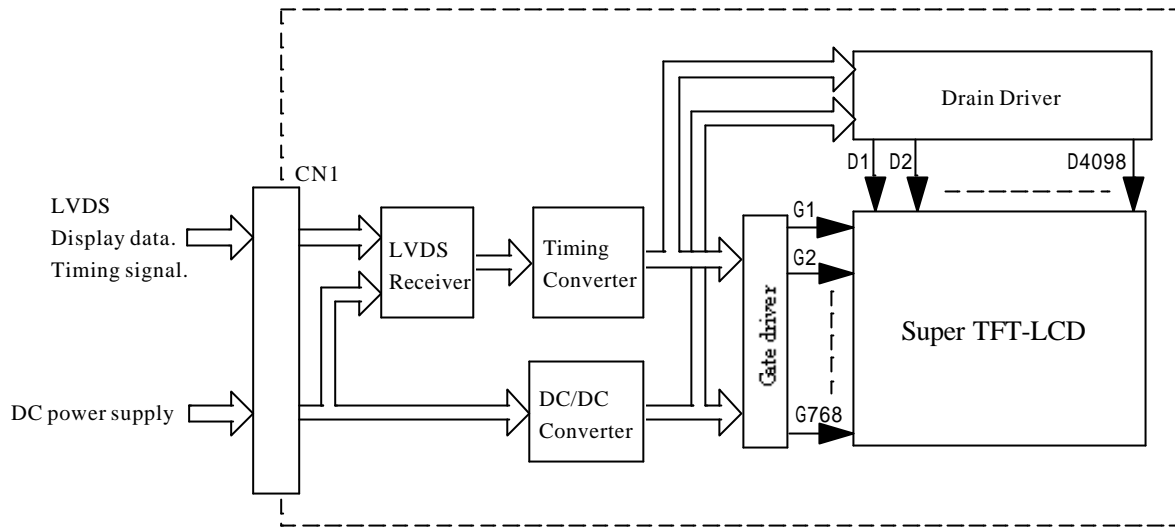 CN1
LVDS
Display data.
Timing signal.
DC power supply
LVDS
Receiver
Timing
Converter
DC/DC
Converter
Gate driver
Drain Driver
D1 D2 D4098
G1
G2
G768
Super TFT-LCD